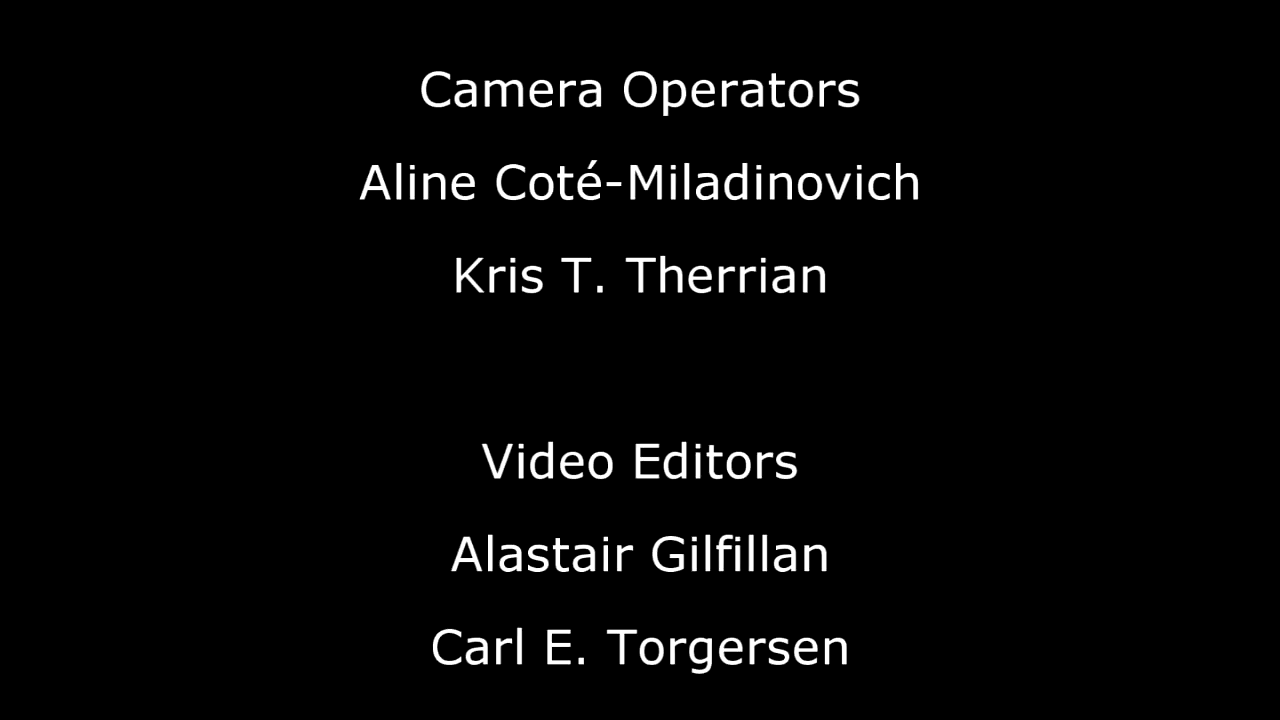 Camera Operators
Aline Coté-Miladinovich
Kris T. Therrian
Video Editors
Alastair Gilfillan
Carl E. Torgersen